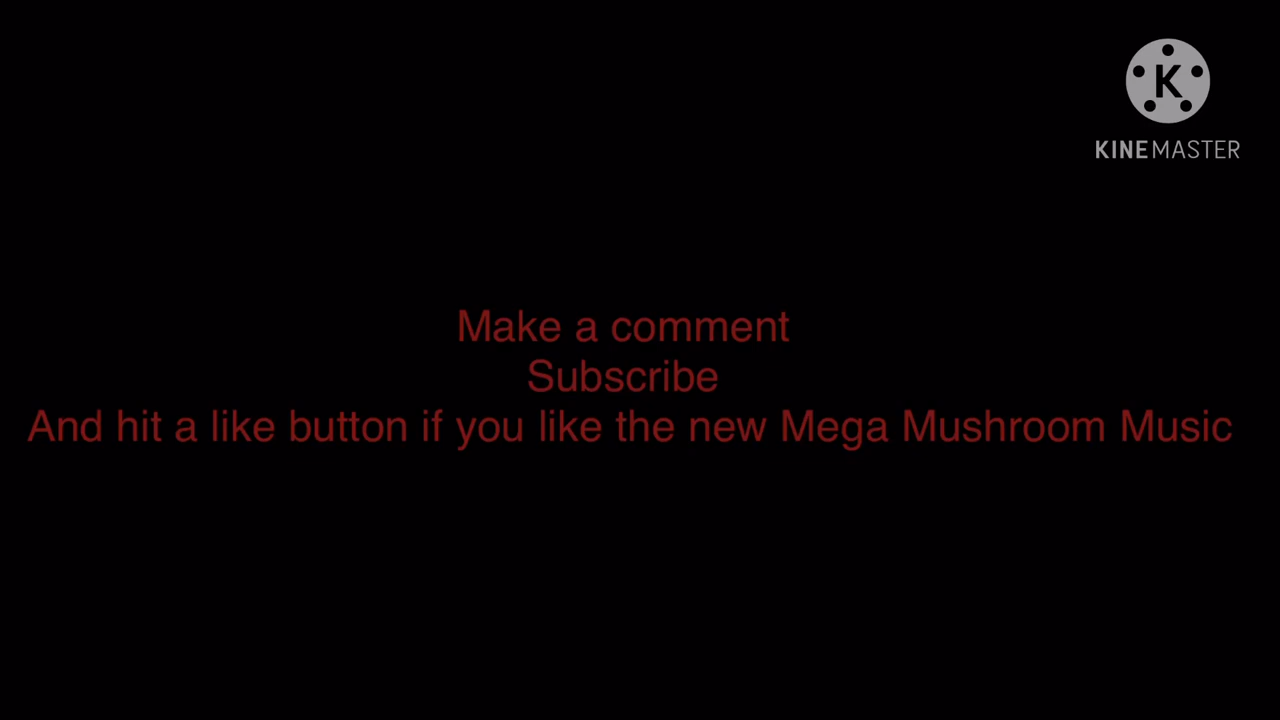 K
KINEMASTER
Make a comment
Subscribe
And hit a like button if you like the new Mega Mushroom Music